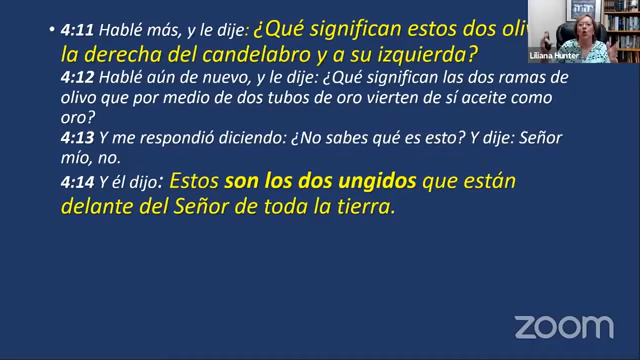 • 4:11 Hablé más, y le dije: ¿Qué significan estos dos
la derecha del candelabro y a su izquierda?
4:12 Hablé aún de nuevo, y le dije: ¿Qué significan las dos ramas de
olivo que por medio de dos tubos de oro vierten de sí aceite como
oro?
4:13 Y me respondió diciendo: ¿No sabes qué es esto? Y dije: Señor
mío, no.
4:14 Y él dijo: Estos son los dos ungidos que están
delante del Señor de toda la tierra.
Liliana Hunter
zoom